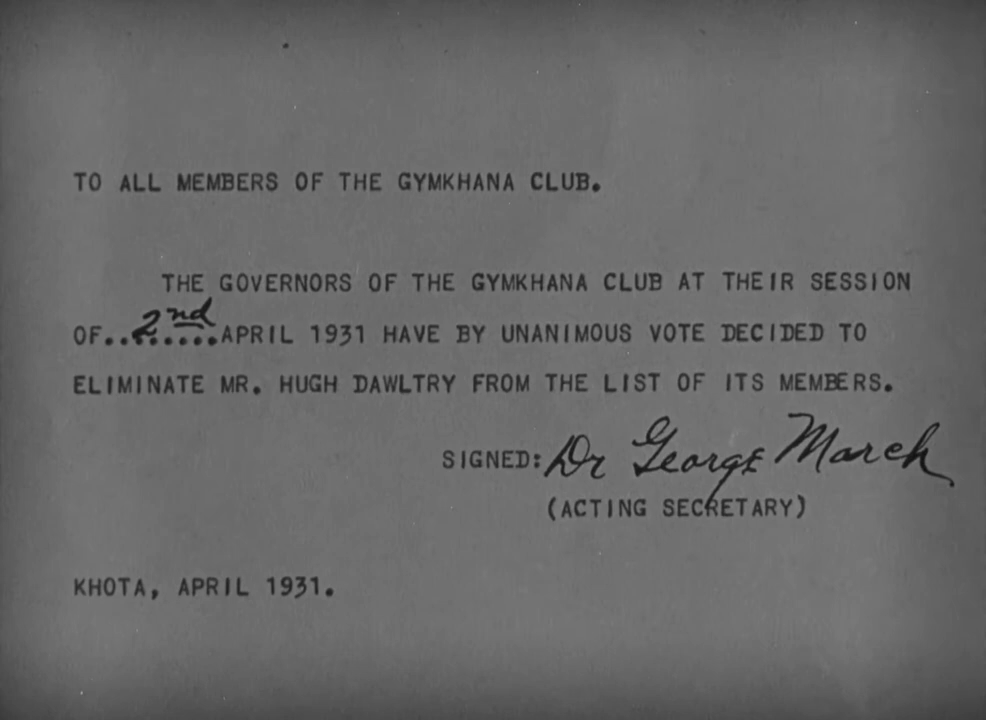 TO ALL MEMBERS OF THE GYMKHANA CLUB.
THE GOVERNORS OF THE GYMKHANA CLUB AT THEIR SESSION
OF..2nd.....APRIL 1931 HAVE BY UNANIMOUS VOTE DECIDED TO
ELIMINATE MR. HUGH DAWLTRY FROM THE LIST OF ITS MEMBERS.
SIGNED: Dr George March
(ACTING SECRETARY)
KHOTA, APRIL 1931.